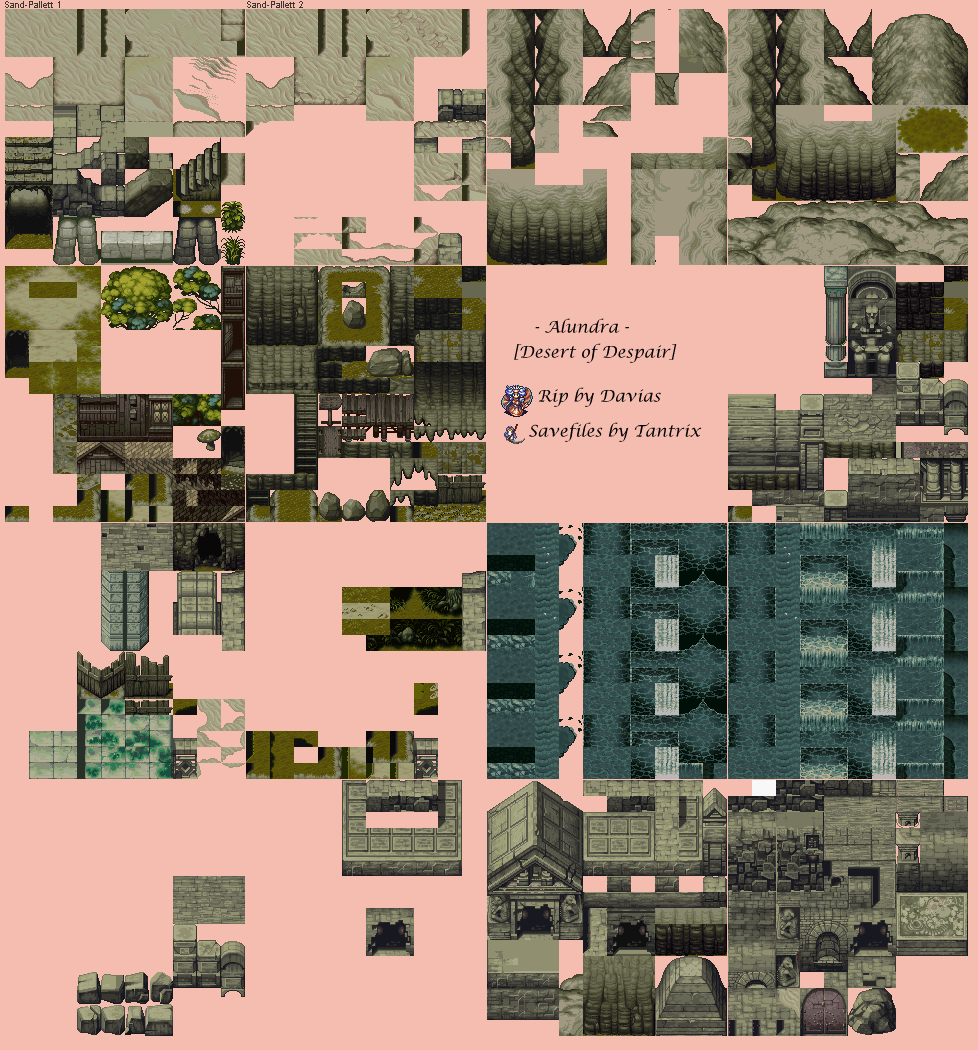 Sand-Pallett 1
Sand-Pallett 2
- Alundra -
[Desert of Despair]
Rip by Davias
Savefiles by Tantrix